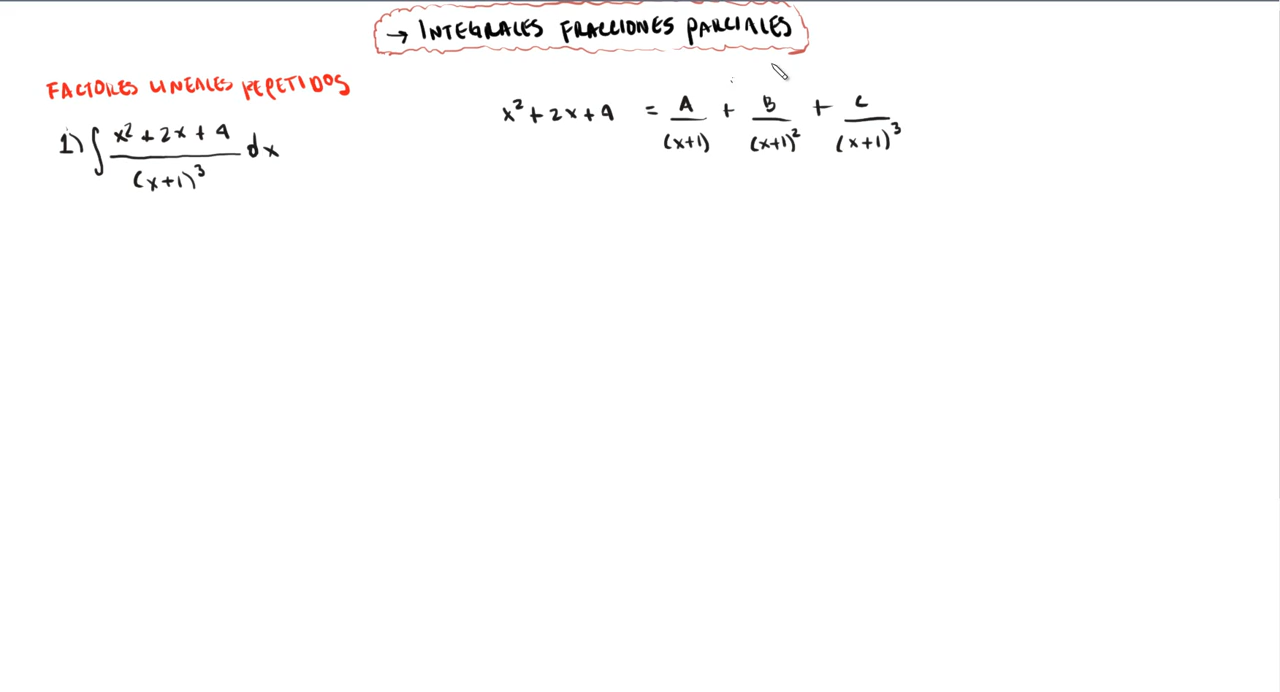 → INTEGRALES FRACCIONES PARCIALES
FACTORES LINEALES REPETIDOS
1) ∫ (x² + 2x + 4)/(x+1)³ dx
x² + 2x + 4 = A/(x+1) + B/(x+1)² + C/(x+1)³